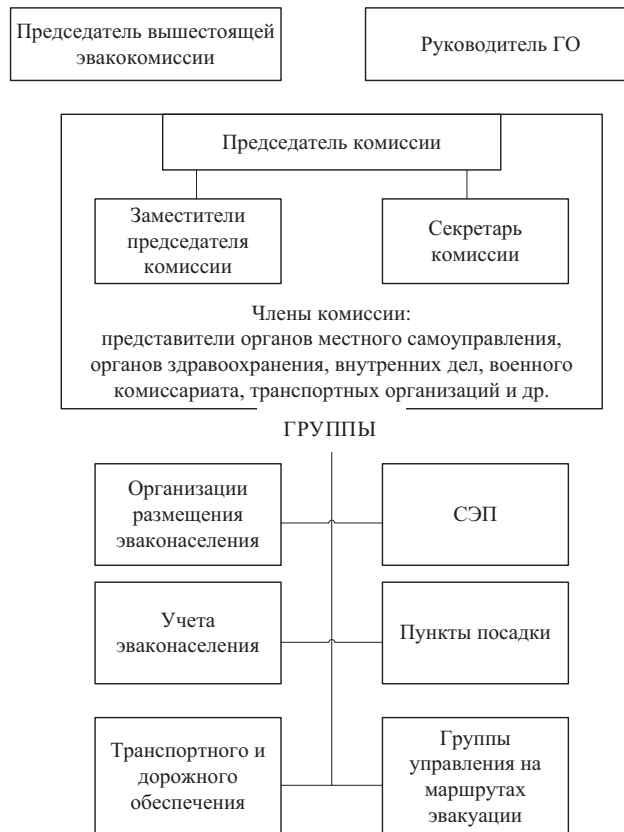 Председатель вышестоящей
эвакокомиссии
Руководитель ГО
Председатель комиссии
Заместители
председателя
комиссии
Секретарь
комиссии
Члены комиссии:
представители органов местного самоуправления,
органов здравоохранения, внутренних дел, военного
комиссариата, транспортных организаций и др.
ГРУППЫ
Организации
размещения
эваконаселения
СЭП
Учета
эваконаселения
Пункты посадки
Транспортного и
дорожного
обеспечения
Группы
управления на
маршрутах
эвакуации